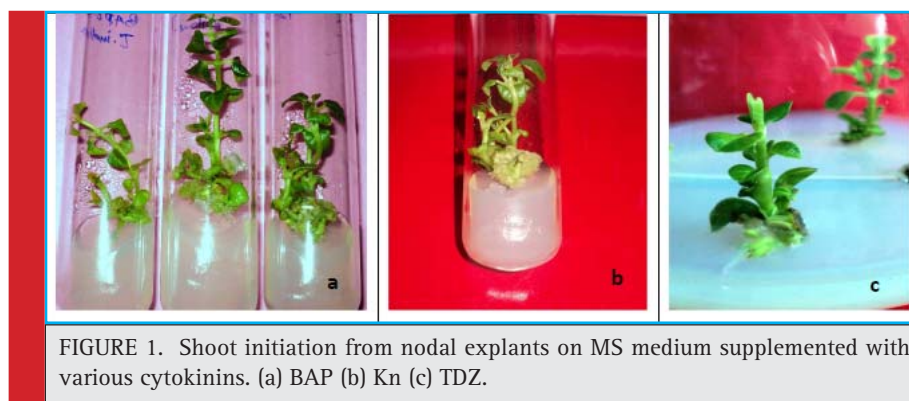 a
b
c
FIGURE 1. Shoot initiation from nodal explants on MS medium supplemented with
various cytokinins. (a) BAP (b) Kn (c) TDZ.